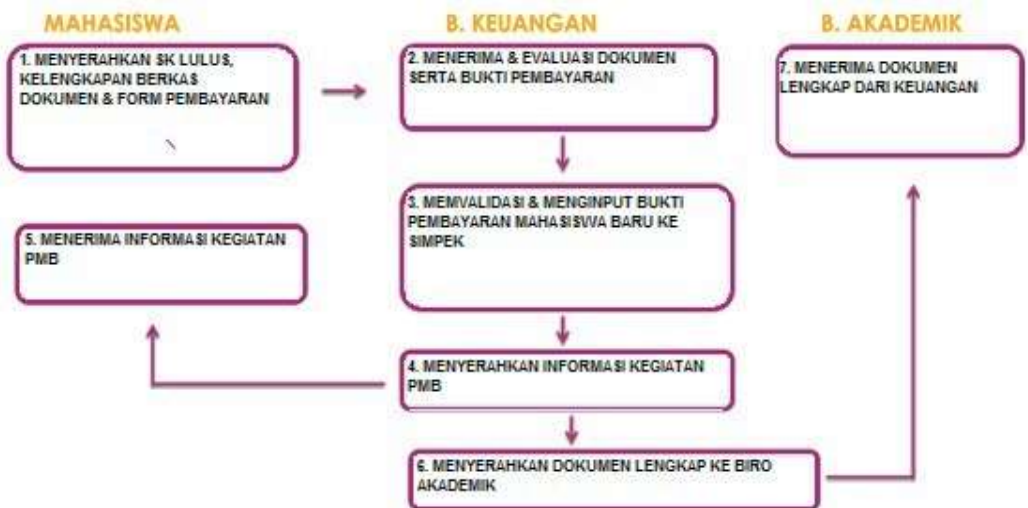 MAHASISWA
B. KEUANGAN
B. AKADEMIK
1. MENYERAHKAN SK LULUS,
KELENGKAPAN BERKAS
DOKUMEN & FORM PEMBAYARAN
2. MENERIMA & EVALUASI DOKUMEN
SERTA BUKTI PEMBAYARAN
7. MENERIMA DOKUMEN
LENGKAP DARI KEUANGAN
3. MEMVALIDASI & MENGINPUT BUKTI
PEMBAYARAN MAHASISWA BARU KE
SIMPEK
5. MENERIMA INFORMASI KEGIATAN
PMB
4. MENYERAHKAN INFORMASI KEGIATAN
PMB
6. MENYERAHKAN DOKUMEN LENGKAP KE BIRO
AKADEMIK